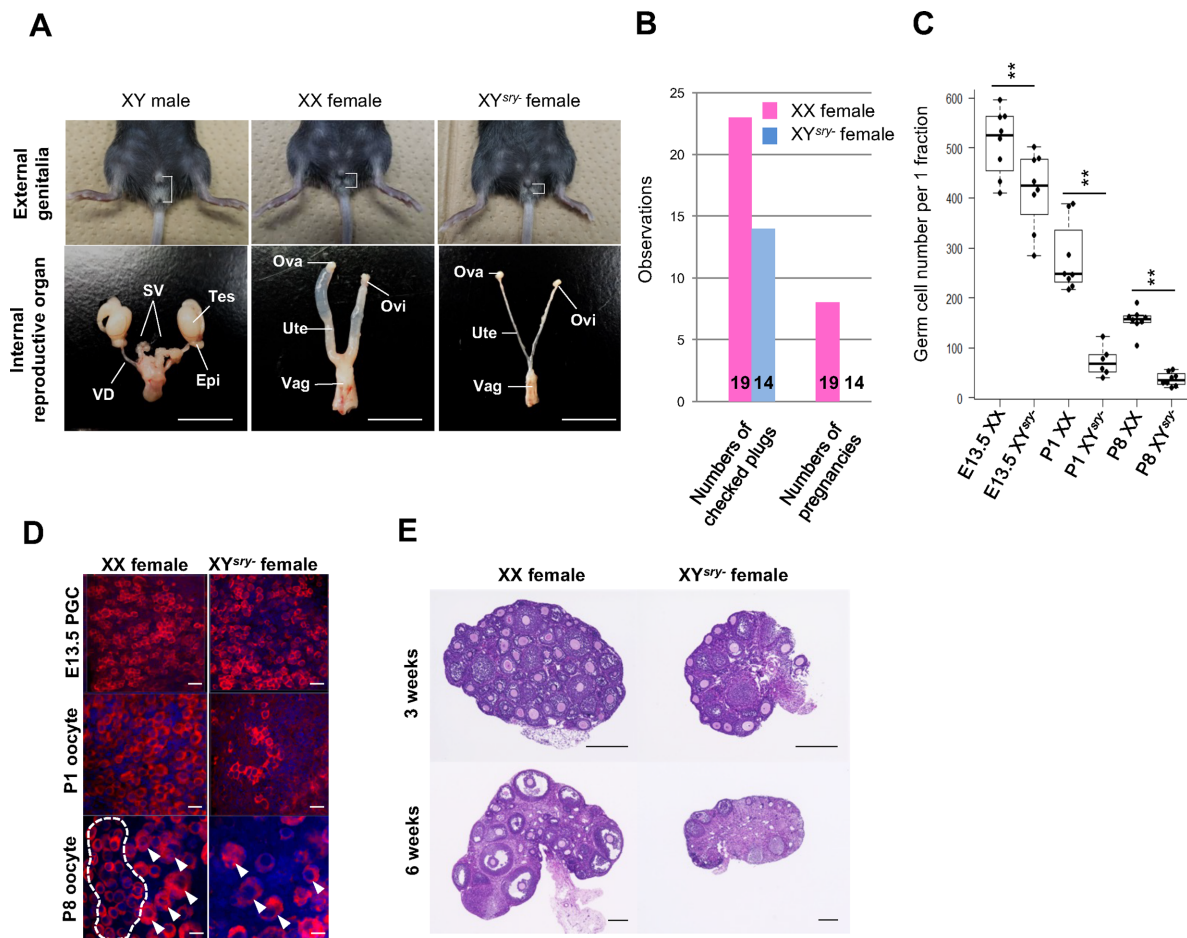 A
XY male
XX female
XYsry- female
External
genitalia
Internal
reproductive organ
SV
Tes
VD
Epi
Ova
Ovi
Ute
Vag
Ova
Ovi
Ute
Vag
B
Observations
25
20
15
10
5
0
XX female
XYsry- female
19
14
19
14
Numbers of
checked plugs
Numbers of
pregnancies
C
Germ cell number per 1 fraction
600
500
400
300
200
100
0
**
**
**
E13.5 XX
E13.5 XYsry-
P1 XX
P1 XYsry-
P8 XX
P8 XYsry-
D
XX female
XYsry- female
E13.5 PGC
P1 oocyte
P8 oocyte
E
XX female
XYsry- female
3 weeks
6 weeks